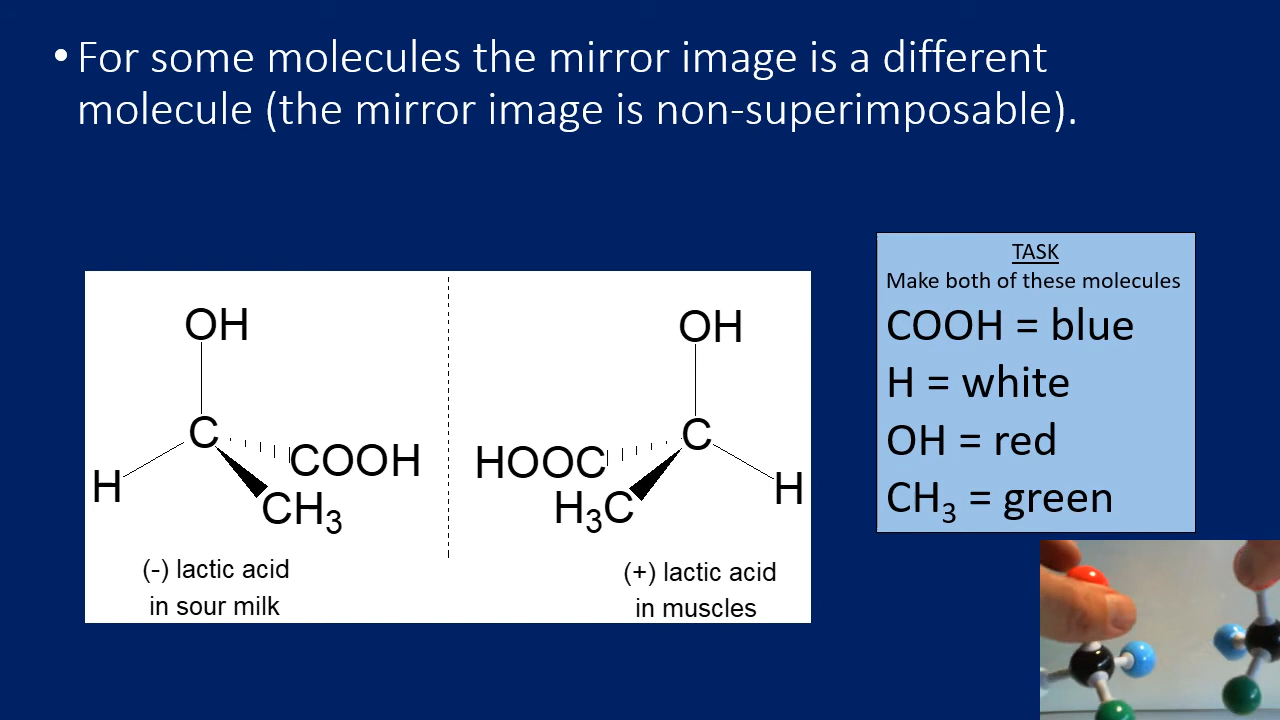 • For some molecules the mirror image is a different
molecule (the mirror image is non-superimposable).
OH
C
H
COOH
CH₃
(-) lactic acid
in sour milk
OH
C
HOOC
H₃C
H
(+) lactic acid
in muscles
TASK
Make both of these molecules
COOH = blue
H = white
OH = red
CH₃ = green